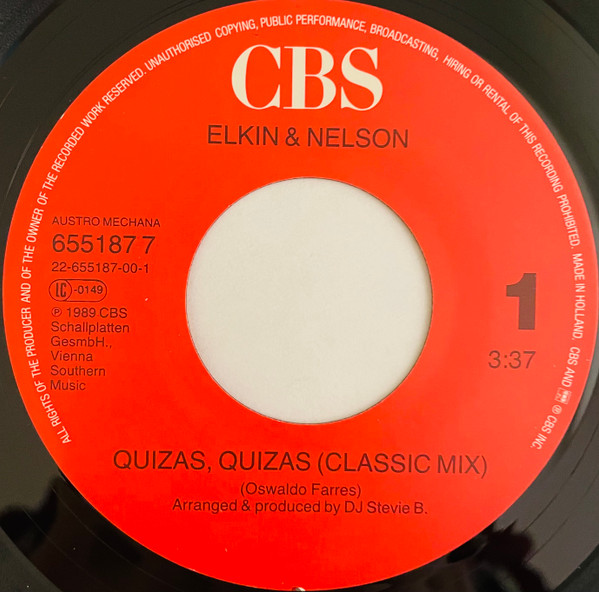 ALL RIGHTS OF THE PRODUCER AND OF THE OWNER OF THE RECORDED WORK RESERVED. UNAUTHORISED COPYING, PUBLIC PERFORMANCE, BROADCASTING, HIRING OR RENTAL OF THIS RECORDING PROHIBITED. MADE IN HOLLAND. CBS AND ® CBS INC.
CBS
ELKIN & NELSON
AUSTRO MECHANA
655187 7
22-655187-00-1
LC-0149
℗ 1989 CBS
Schallplatten
GesmbH.,
Vienna
Southern
Music
1
3:37
QUIZAS, QUIZAS (CLASSIC MIX)
(Oswaldo Farres)
Arranged & produced by DJ Stevie B.